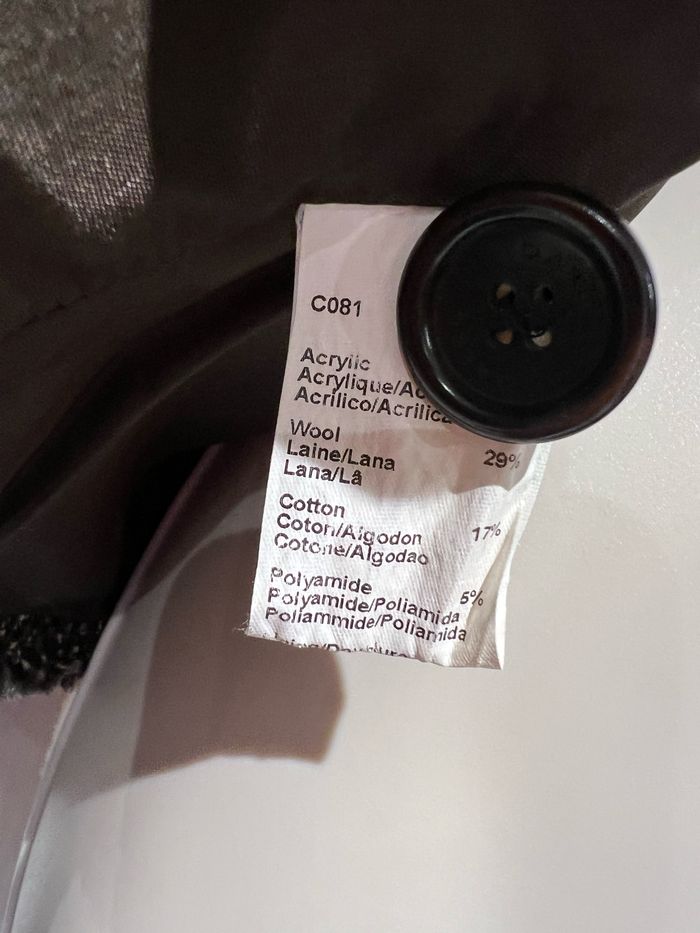 C081
Acrylic
Acrylique/Ac
Acrilico/Acrilica
Wool
Laine/Lana 29%
Lana/Lã
Cotton
Coton/Algodon 17%
Cotone/Algodao
Polyamide 5%
Polyamide/Poliamida
Poliammide/Poliamida